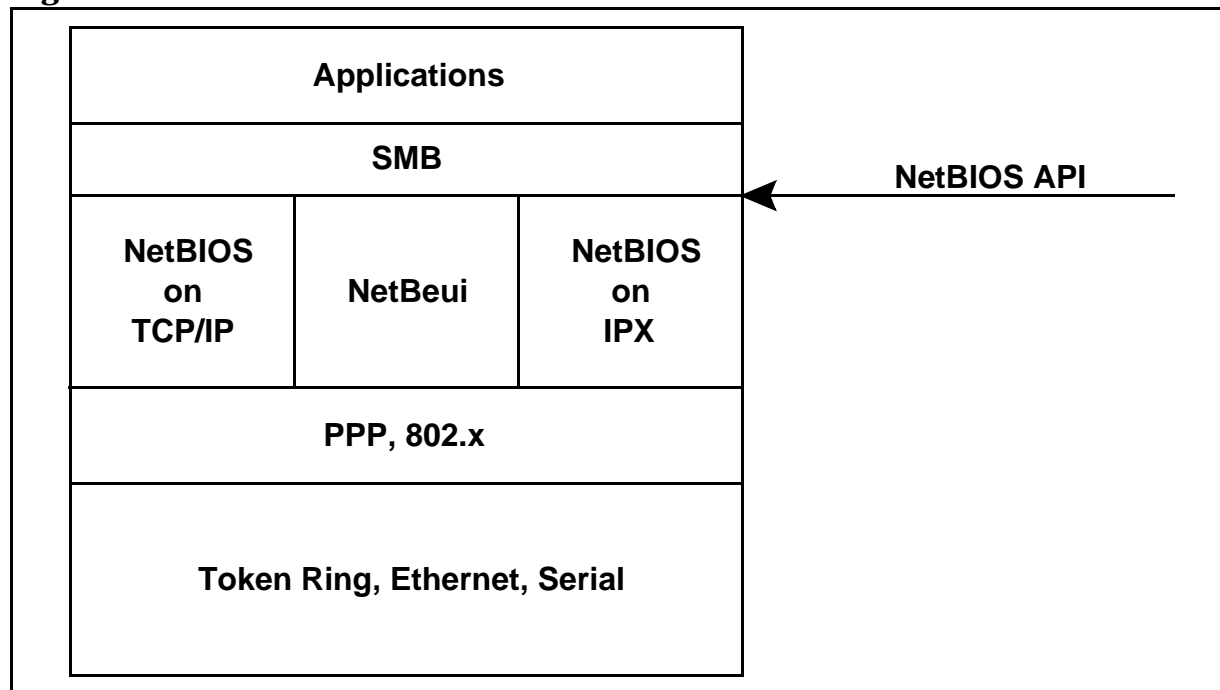 Applications
SMB
NetBIOS API
NetBIOS
on
TCP/IP
NetBeui
NetBIOS
on
IPX
PPP, 802.x
Token Ring, Ethernet, Serial